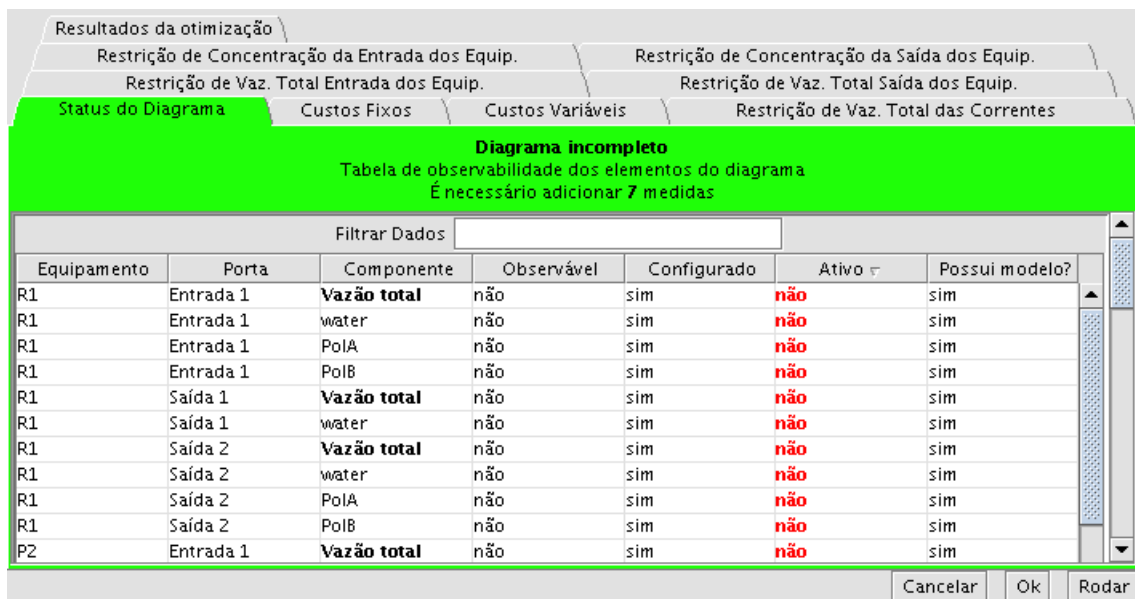 Resultados da otimização
Restrição de Concentração da Entrada dos Equip. Restrição de Concentração da Saída dos Equip.
Restrição de Vaz. Total Entrada dos Equip. Restrição de Vaz. Total Saída dos Equip.
Status do Diagrama Custos Fixos Custos Variáveis Restrição de Vaz. Total das Correntes
Diagrama incompleto
Tabela de observabilidade dos elementos do diagrama
É necessário adicionar 7 medidas
Filtrar Dados
Equipamento Porta Componente Observável Configurado Ativo Possui modelo?
R1 Entrada 1 Vazão total não sim não sim
R1 Entrada 1 water não sim não sim
R1 Entrada 1 PolA não sim não sim
R1 Entrada 1 PolB não sim não sim
R1 Saída 1 Vazão total não sim não sim
R1 Saída 1 water não sim não sim
R1 Saída 2 Vazão total não sim não sim
R1 Saída 2 water não sim não sim
R1 Saída 2 PolA não sim não sim
R1 Saída 2 PolB não sim não sim
P2 Entrada 1 Vazão total não sim não sim
Cancelar Ok Rodar